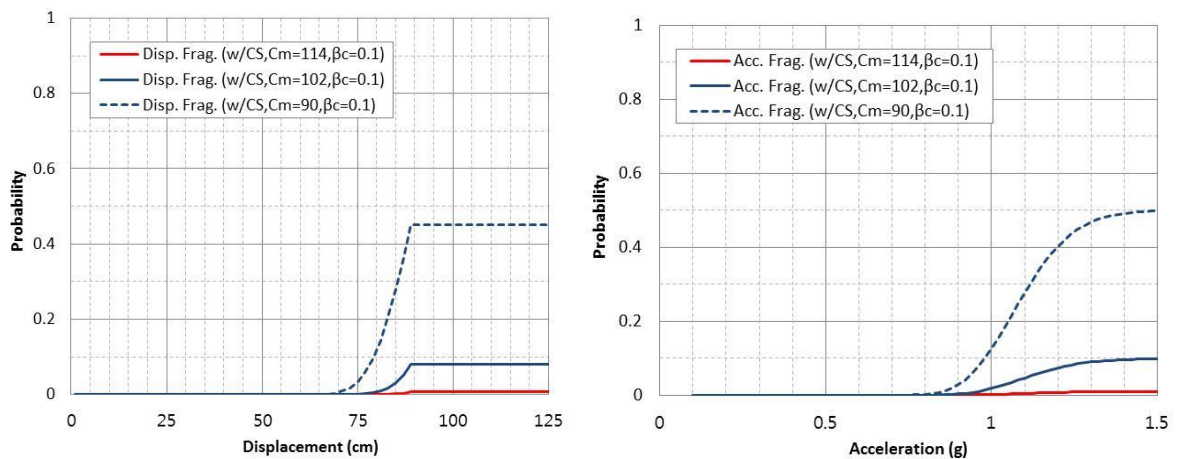 1
0.8
0.6
0.4
0.2
0
Probability
Disp. Frag. (w/CS,Cm=114,βc=0.1)
Disp. Frag. (w/CS,Cm=102,βc=0.1)
Disp. Frag. (w/CS,Cm=90,βc=0.1)
0 25 50 75 100 125
Displacement (cm)
1
0.8
0.6
0.4
0.2
0
Probability
Acc. Frag. (w/CS,Cm=114,βc=0.1)
Acc. Frag. (w/CS,Cm=102,βc=0.1)
Acc. Frag. (w/CS,Cm=90,βc=0.1)
0 0.5 1 1.5
Acceleration (g)